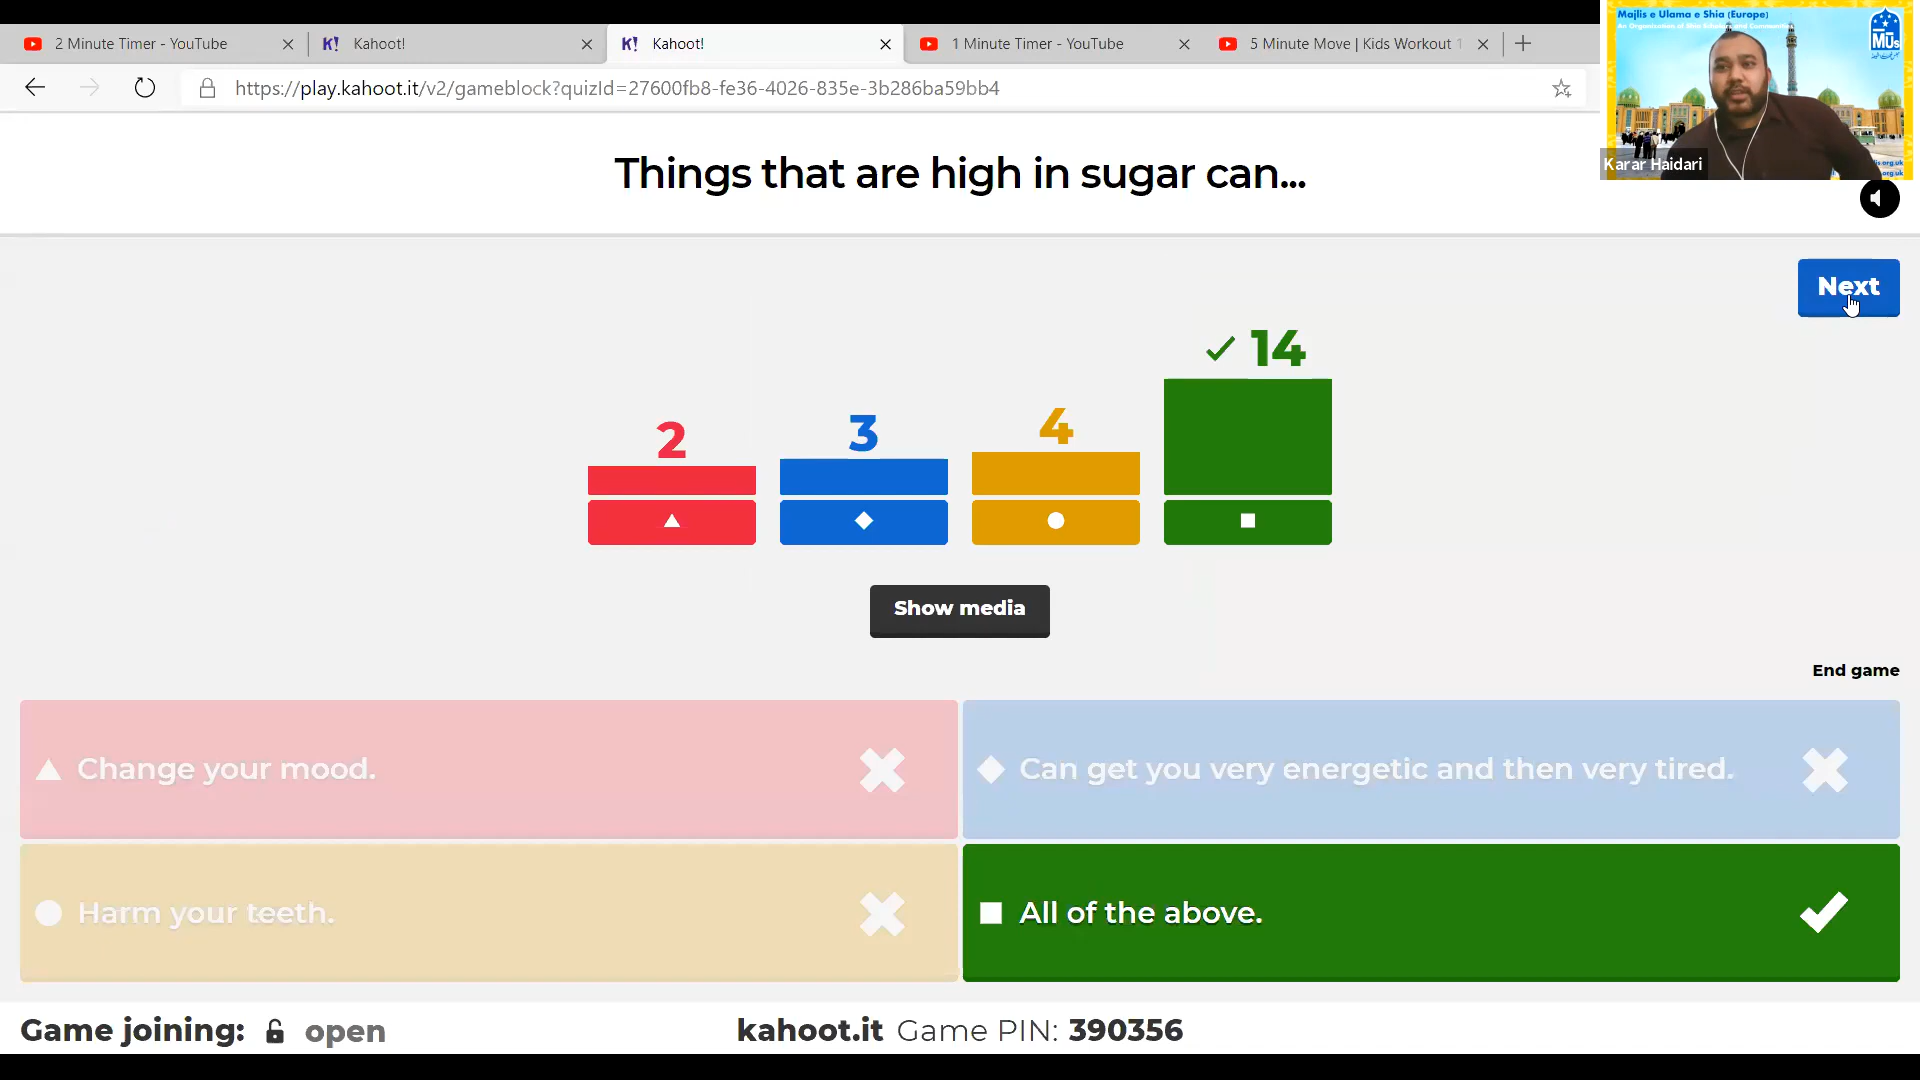 2 Minute Timer - YouTube
Kahoot!
Kahoot!
1 Minute Timer - YouTube
5 Minute Move | Kids Workout 1
https://play.kahoot.it/v2/gameblock?quizId=27600fb8-fe36-4026-835e-3b286ba59bb4
Majlis e Ulama e Shia (Europe)
MUS
Karar Haidari
Things that are high in sugar can...
Next
2
3
4
14
Show media
End game
Change your mood.
Can get you very energetic and then very tired.
Harm your teeth.
All of the above.
Game joining: open
kahoot.it Game PIN: 390356